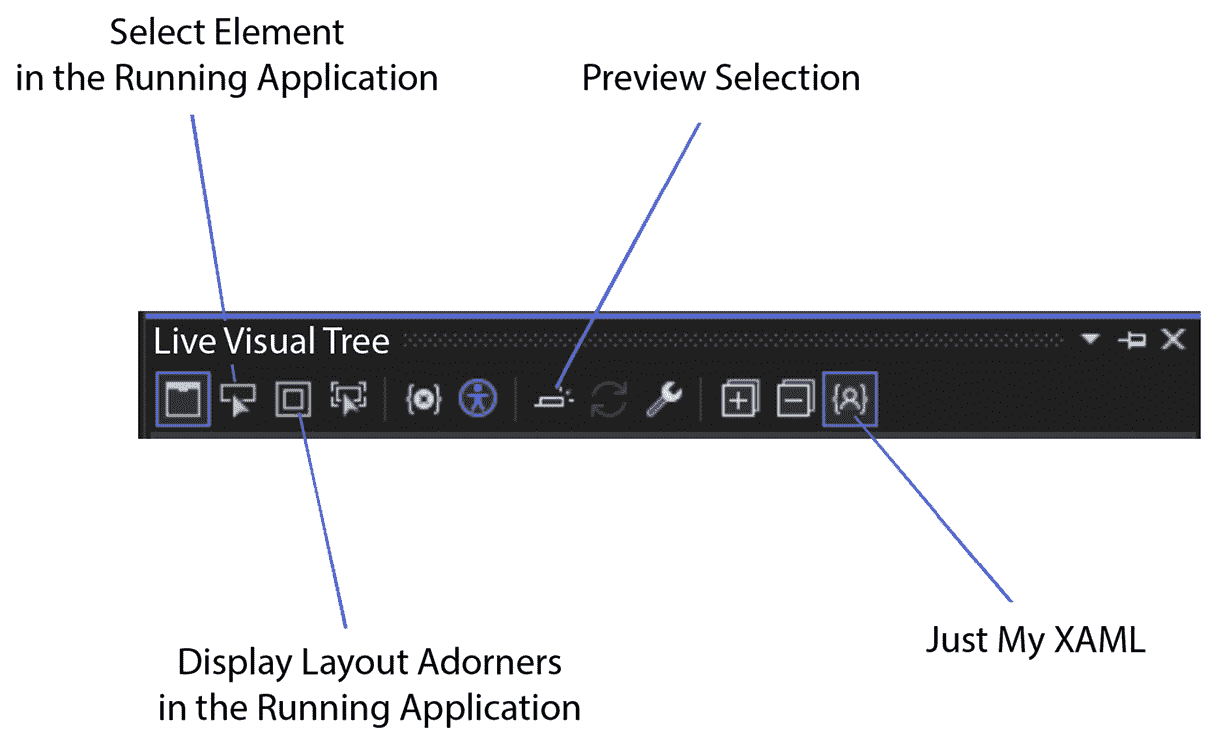 Select Element
in the Running Application
Preview Selection
Live Visual Tree
Display Layout Adorners
in the Running Application
Just My XAML